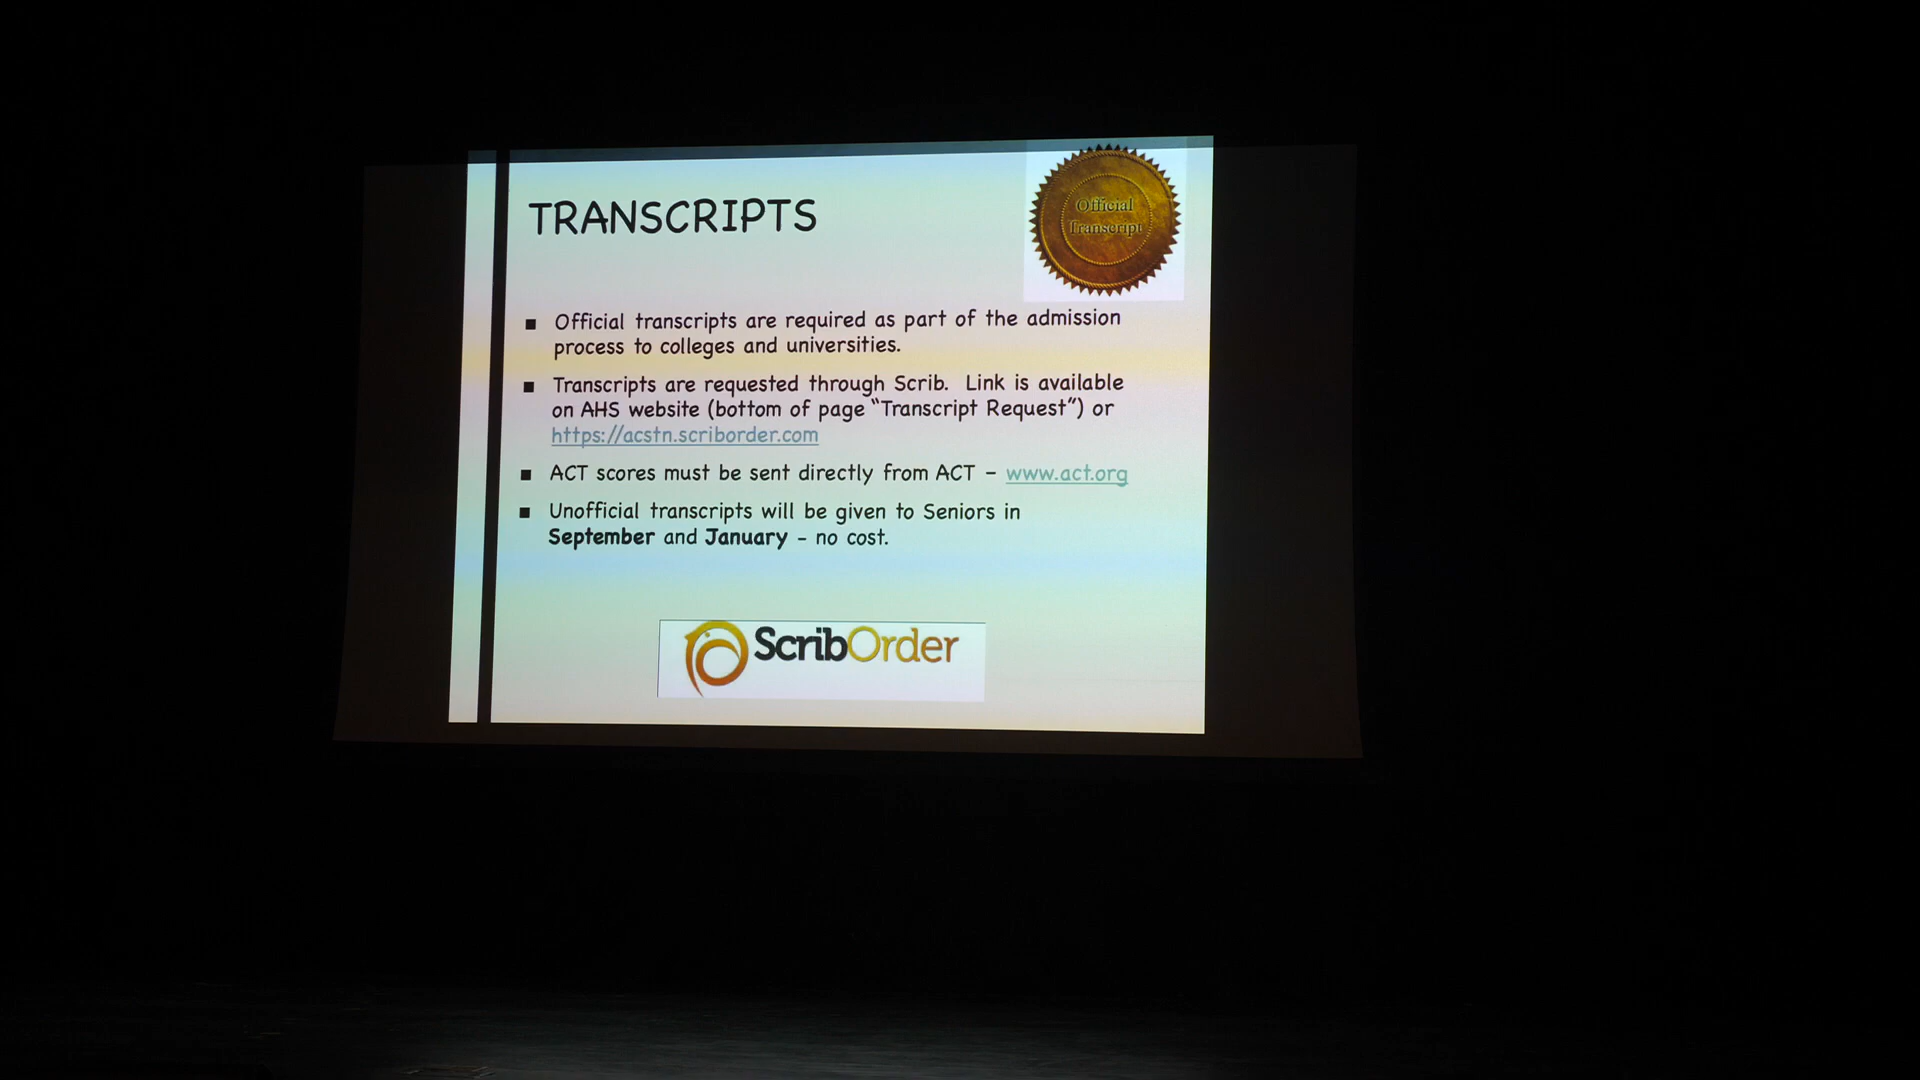 TRANSCRIPTS
Official
Transcript
■ Official transcripts are required as part of the admission
process to colleges and universities.
■ Transcripts are requested through Scrib. Link is available
on AHS website (bottom of page “Transcript Request”) or
https://acstn.scriborder.com
■ ACT scores must be sent directly from ACT – www.act.org
■ Unofficial transcripts will be given to Seniors in
September and January - no cost.
ScribOrder